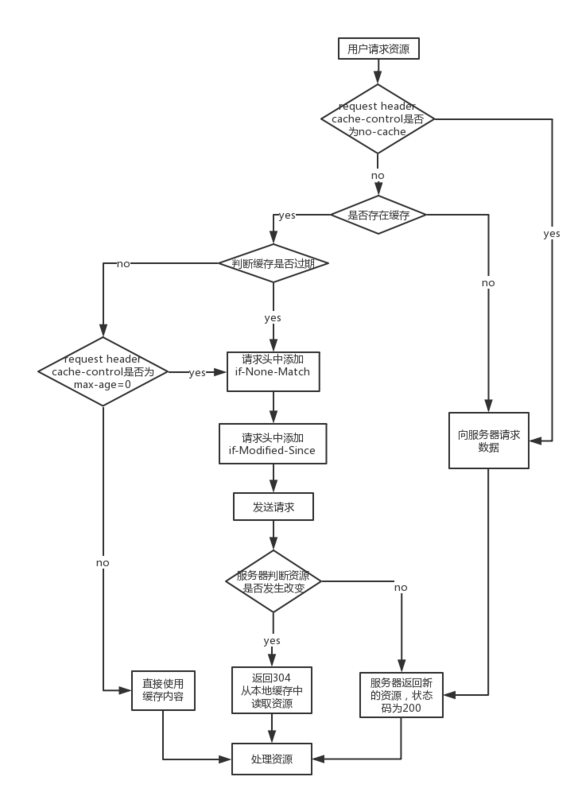 用户请求资源
request header
cache-control是否
为no-cache
no
yes
是否存在缓存
yes
no
判断缓存是否过期
no
yes
request header
cache-control是否为
max-age=0
yes
请求头中添加
if-None-Match
请求头中添加
if-Modified-Since
向服务器请求
数据
发送请求
服务器判断资源
是否发生改变
no
no
yes
直接使用
缓存内容
返回304
从本地缓存中
读取资源
服务器返回新
的资源，状态
码为200
处理资源